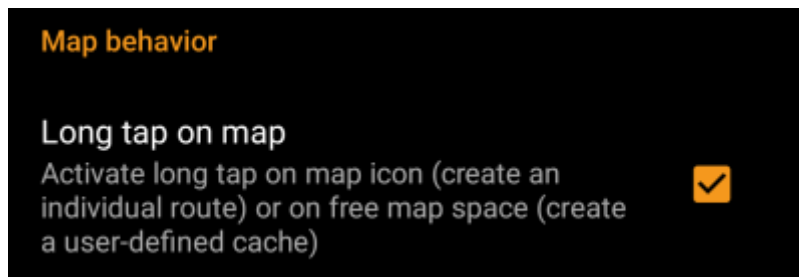 Map behavior
Long tap on map
Activate long tap on map icon (create an
individual route) or on free map space (create
a user-defined cache)